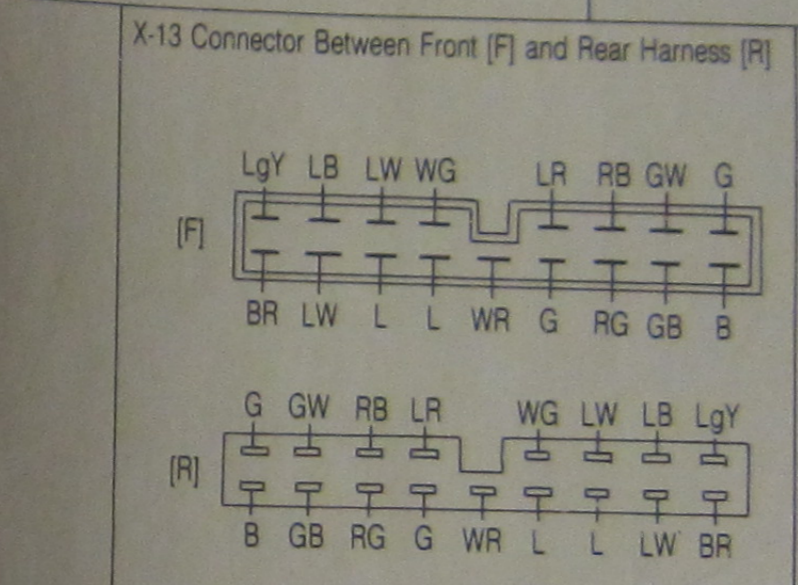 X-13 Connector Between Front [F] and Rear Harness [R]
LgY LB LW WG LR RB GW G
[F]
BR LW L L WR G RG GB B
G GW RB LR WG LW LB LgY
[R]
B GB RG G WR L L LW BR